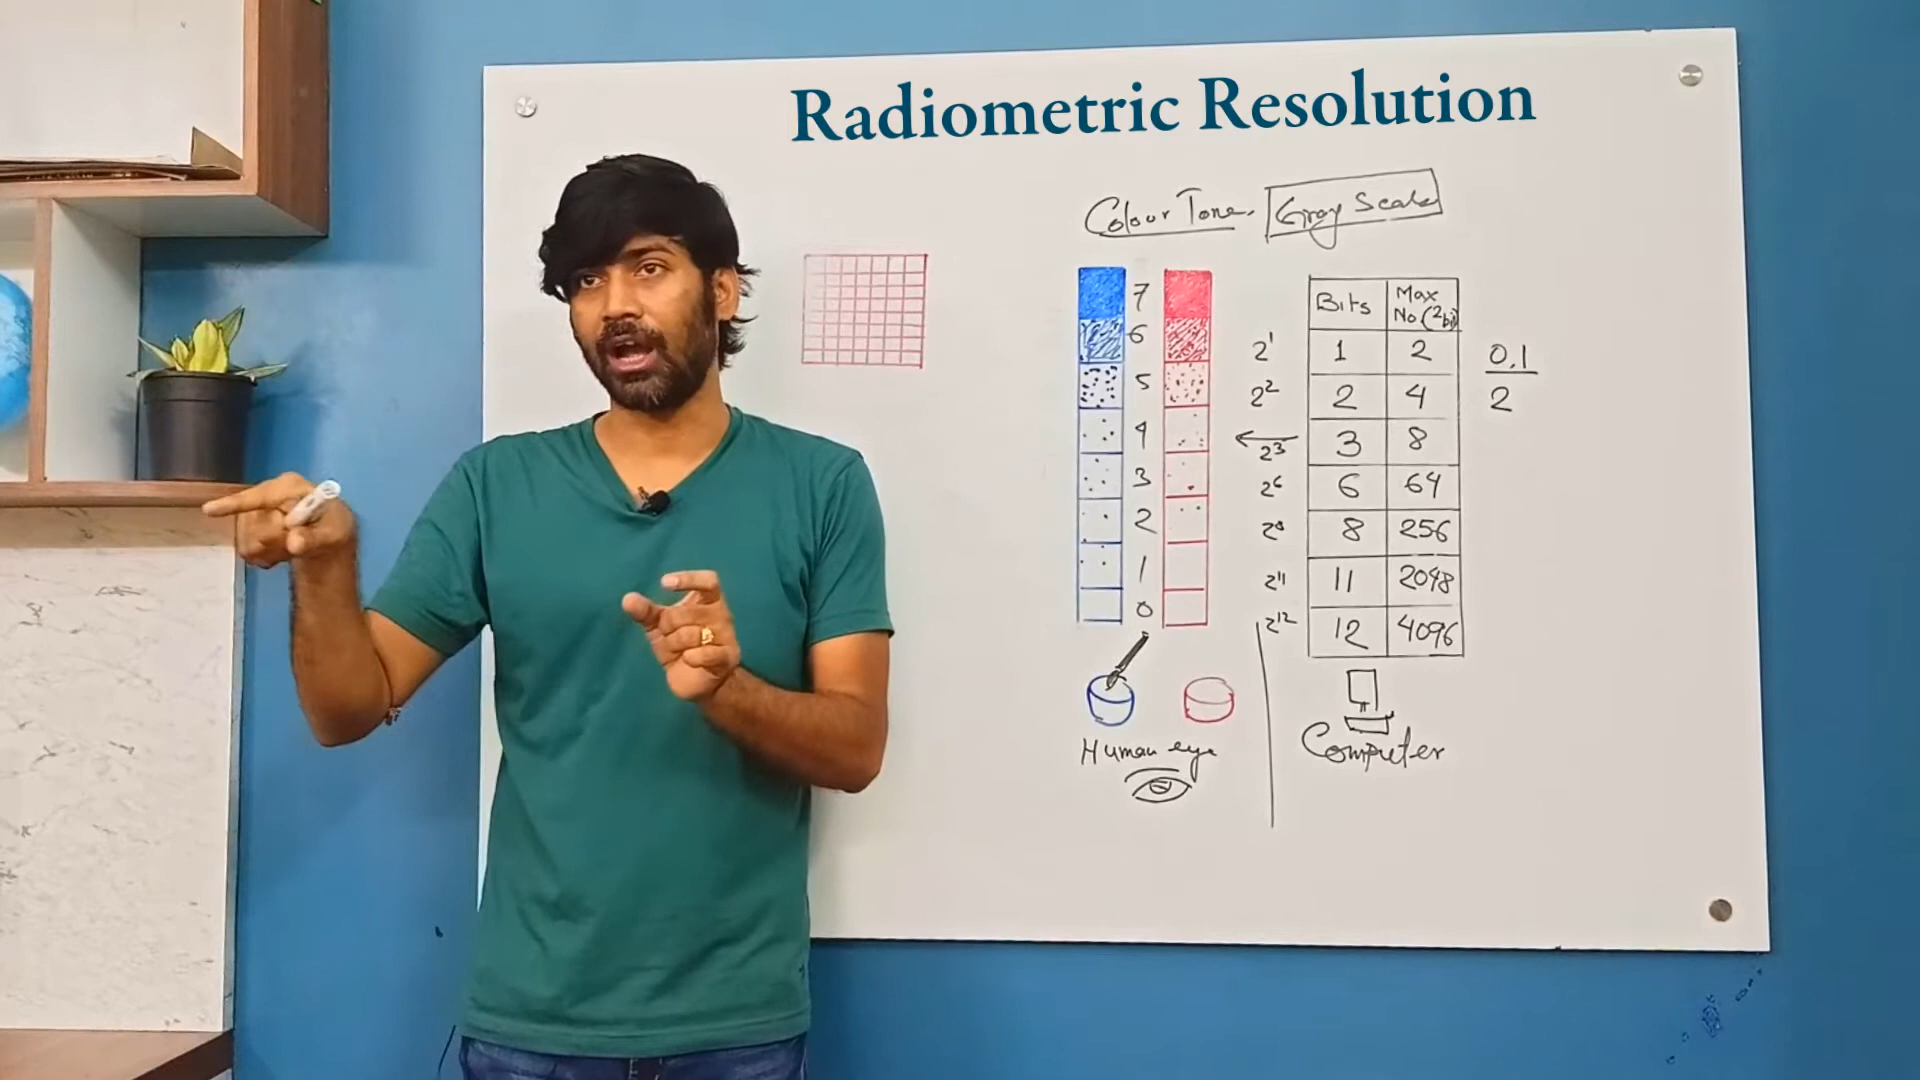 Radiometric Resolution
Colour Tone, Gray Scale
7
6
5
4
3
2
1
0
Human eye
Bits Max No (2bi)
2¹ 1 2
2² 2 4
2³ 3 8
2⁶ 6 64
2⁸ 8 256
2¹¹ 11 2048
2¹² 12 4096
0.1
2
Computer